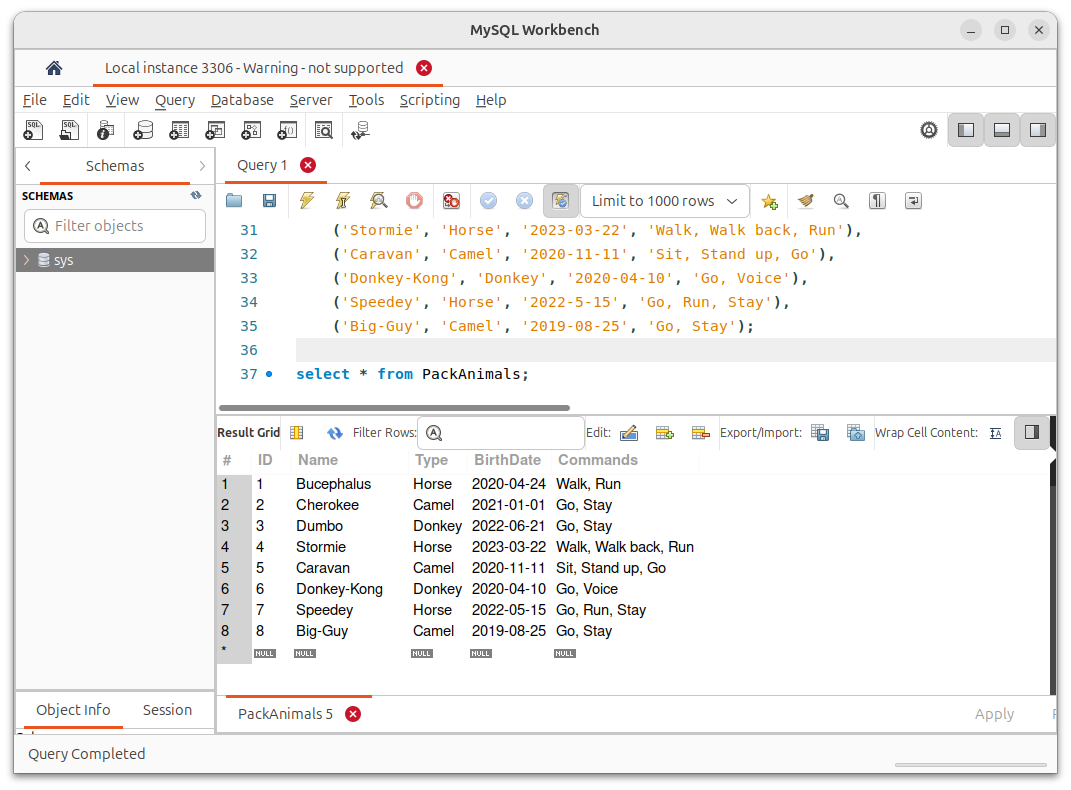 MySQL Workbench
Local instance 3306 - Warning - not supported
File Edit View Query Database Server Tools Scripting Help
Schemas
Query 1
SCHEMAS
Filter objects
sys
Limit to 1000 rows
31 ('Stormie', 'Horse', '2023-03-22', 'Walk, Walk back, Run'),
32 ('Caravan', 'Camel', '2020-11-11', 'Sit, Stand up, Go'),
33 ('Donkey-Kong', 'Donkey', '2020-04-10', 'Go, Voice'),
34 ('Speedey', 'Horse', '2022-5-15', 'Go, Run, Stay'),
35 ('Big-Guy', 'Camel', '2019-08-25', 'Go, Stay');
36
37 select * from PackAnimals;
Result Grid Filter Rows: Edit: Export/Import: Wrap Cell Content:
# ID Name Type BirthDate Commands
1 1 Bucephalus Horse 2020-04-24 Walk, Run
2 2 Cherokee Camel 2021-01-01 Go, Stay
3 3 Dumbo Donkey 2022-06-21 Go, Stay
4 4 Stormie Horse 2023-03-22 Walk, Walk back, Run
5 5 Caravan Camel 2020-11-11 Sit, Stand up, Go
6 6 Donkey-Kong Donkey 2020-04-10 Go, Voice
7 7 Speedey Horse 2022-05-15 Go, Run, Stay
8 8 Big-Guy Camel 2019-08-25 Go, Stay
* NULL NULL NULL NULL NULL
Object Info Session
PackAnimals 5
Apply
Query Completed